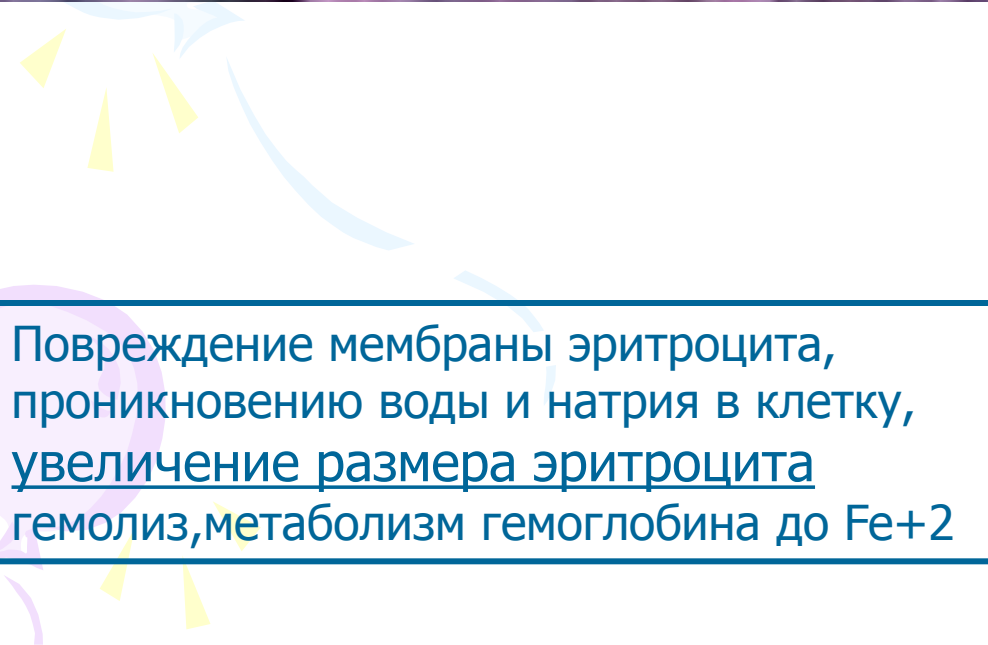 Повреждение мембраны эритроцита,
проникновению воды и натрия в клетку,
увеличение размера эритроцита
гемолиз,метаболизм гемоглобина до Fe+2